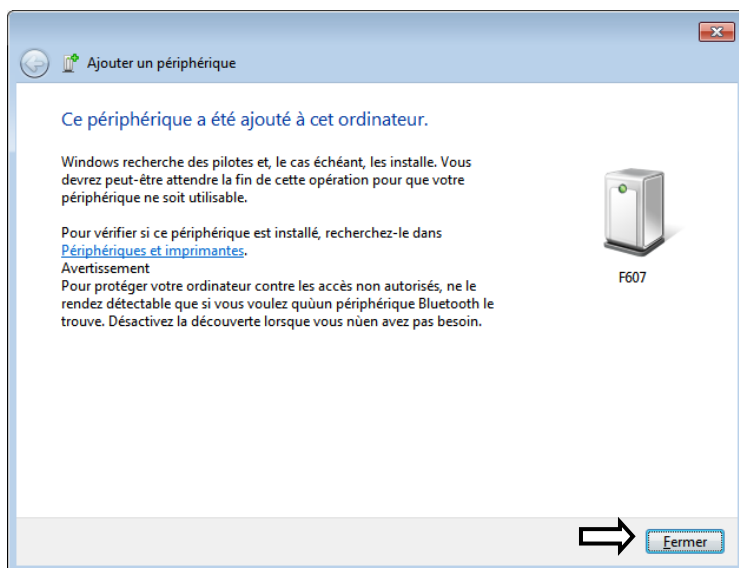 Ajouter un périphérique
Ce périphérique a été ajouté à cet ordinateur.
Windows recherche des pilotes et, le cas échéant, les installe. Vous
devrez peut-être attendre la fin de cette opération pour que votre
périphérique ne soit utilisable.
Pour vérifier si ce périphérique est installé, recherchez-le dans
Périphériques et imprimantes.
Avertissement
Pour protéger votre ordinateur contre les accès non autorisés, ne le
rendez détectable que si vous voulez quùun périphérique Bluetooth le
trouve. Désactivez la découverte lorsque vous nùen avez pas besoin.
F607
Fermer